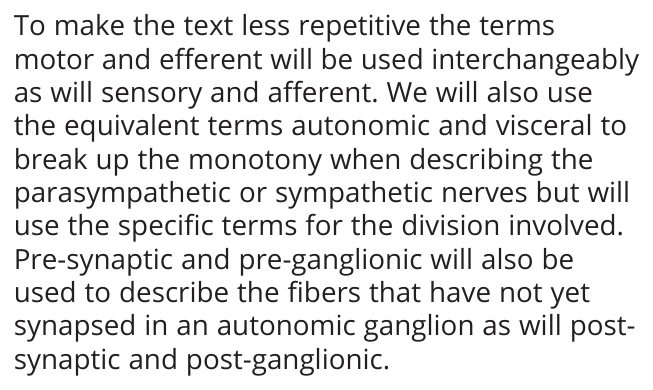 To make the text less repetitive the terms
motor and efferent will be used interchangeably
as will sensory and afferent. We will also use
the equivalent terms autonomic and visceral to
break up the monotony when describing the
parasympathetic or sympathetic nerves but will
use the specific terms for the division involved.
Pre-synaptic and pre-ganglionic will also be
used to describe the fibers that have not yet
synapsed in an autonomic ganglion as will post-
synaptic and post-ganglionic.